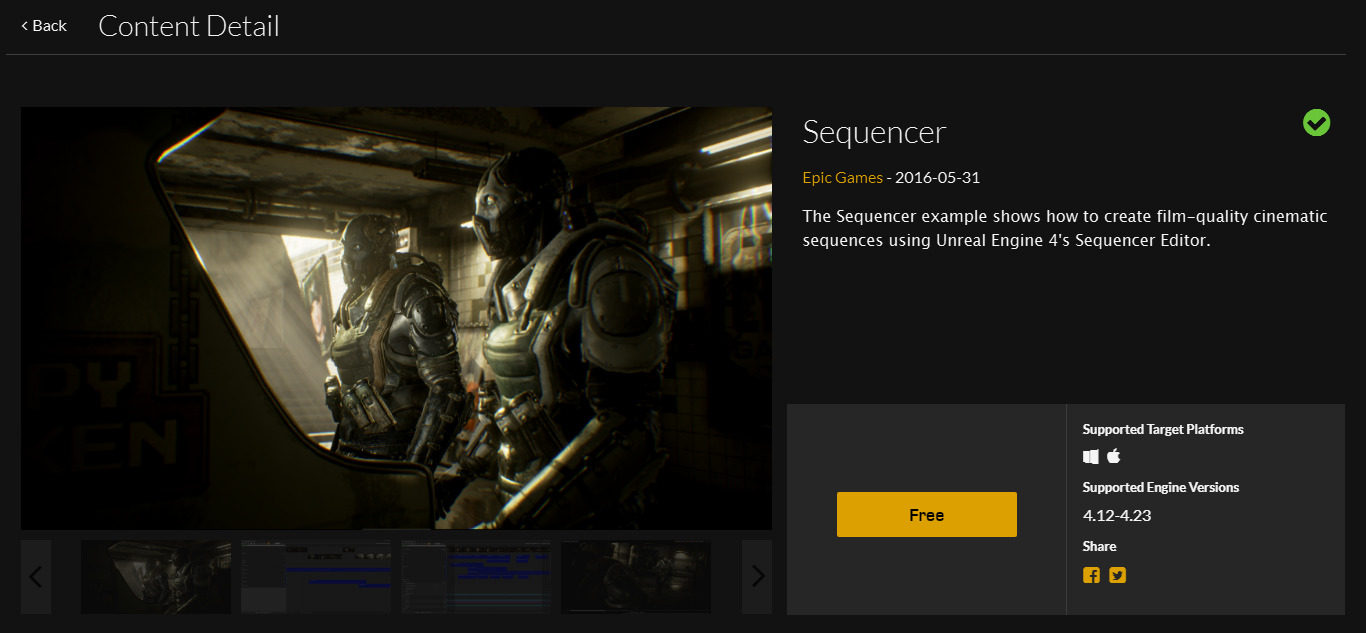 Back
Content Detail
Sequencer
Epic Games - 2016-05-31
The Sequencer example shows how to create film-quality cinematic
sequences using Unreal Engine 4's Sequencer Editor.
Free
Supported Target Platforms
Supported Engine Versions
4.12-4.23
Share